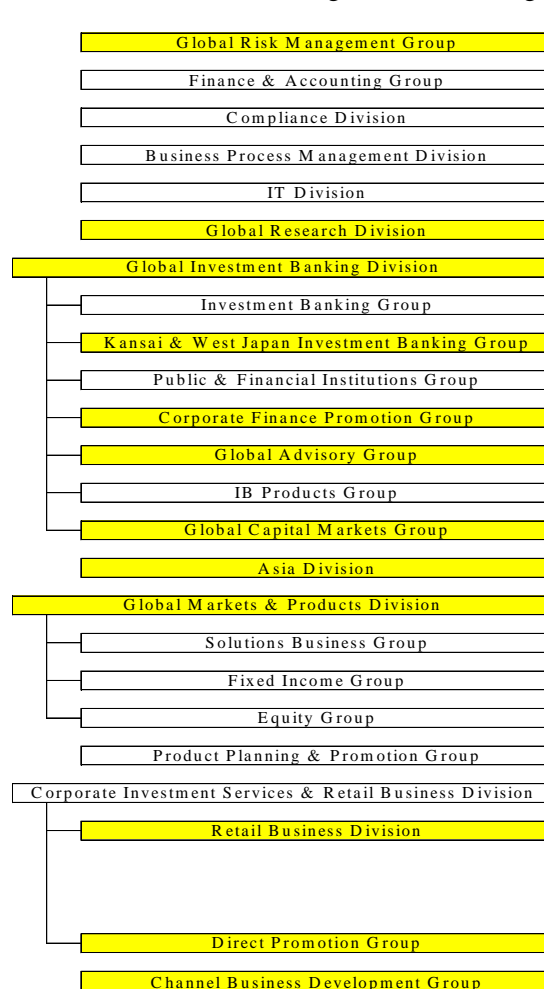 Global Risk Management Group
Finance & Accounting Group
Compliance Division
Business Process Management Division
IT Division
Global Research Division
Global Investment Banking Division
Investment Banking Group
Kansai & West Japan Investment Banking Group
Public & Financial Institutions Group
Corporate Finance Promotion Group
Global Advisory Group
IB Products Group
Global Capital Markets Group
Asia Division
Global Markets & Products Division
Solutions Business Group
Fixed Income Group
Equity Group
Product Planning & Promotion Group
Corporate Investment Services & Retail Business Division
Retail Business Division
Direct Promotion Group
Channel Business Development Group